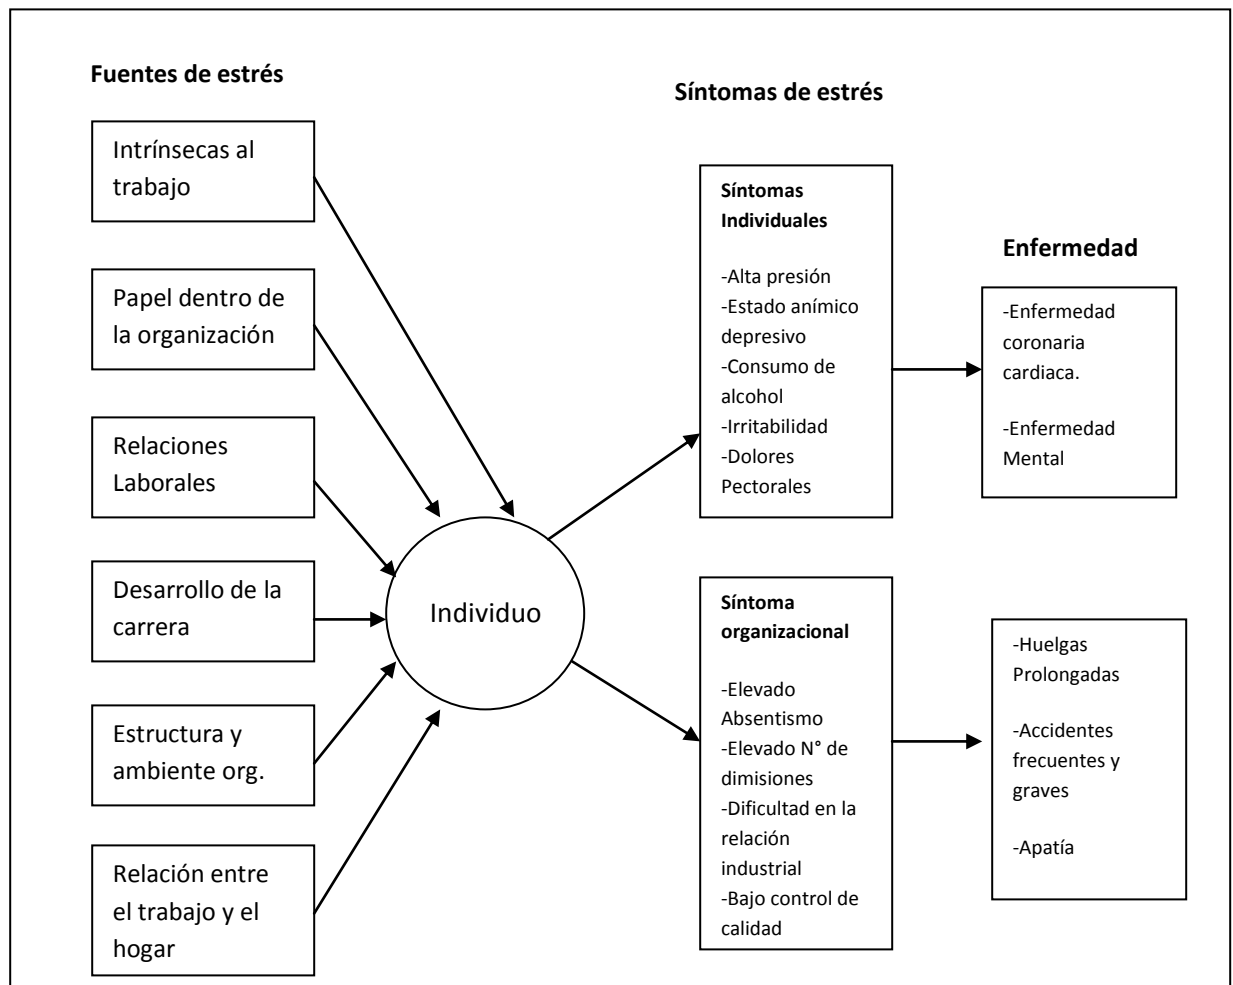 Fuentes de estrés
Intrínsecas al
trabajo
Papel dentro de
la organización
Relaciones
Laborales
Desarrollo de la
carrera
Estructura y
ambiente org.
Relación entre
el trabajo y el
hogar
Individuo
Síntomas de estrés
Síntomas
Individuales
-Alta presión
-Estado anímico
depresivo
-Consumo de
alcohol
-Irritabilidad
-Dolores
Pectorales
Síntoma
organizacional
-Elevado
Absentismo
-Elevado N° de
dimisiones
-Dificultad en la
relación
industrial
-Bajo control de
calidad
Enfermedad
-Enfermedad
coronaria
cardiaca.
-Enfermedad
Mental
-Huelgas
Prolongadas
-Accidentes
frecuentes y
graves
-Apatía